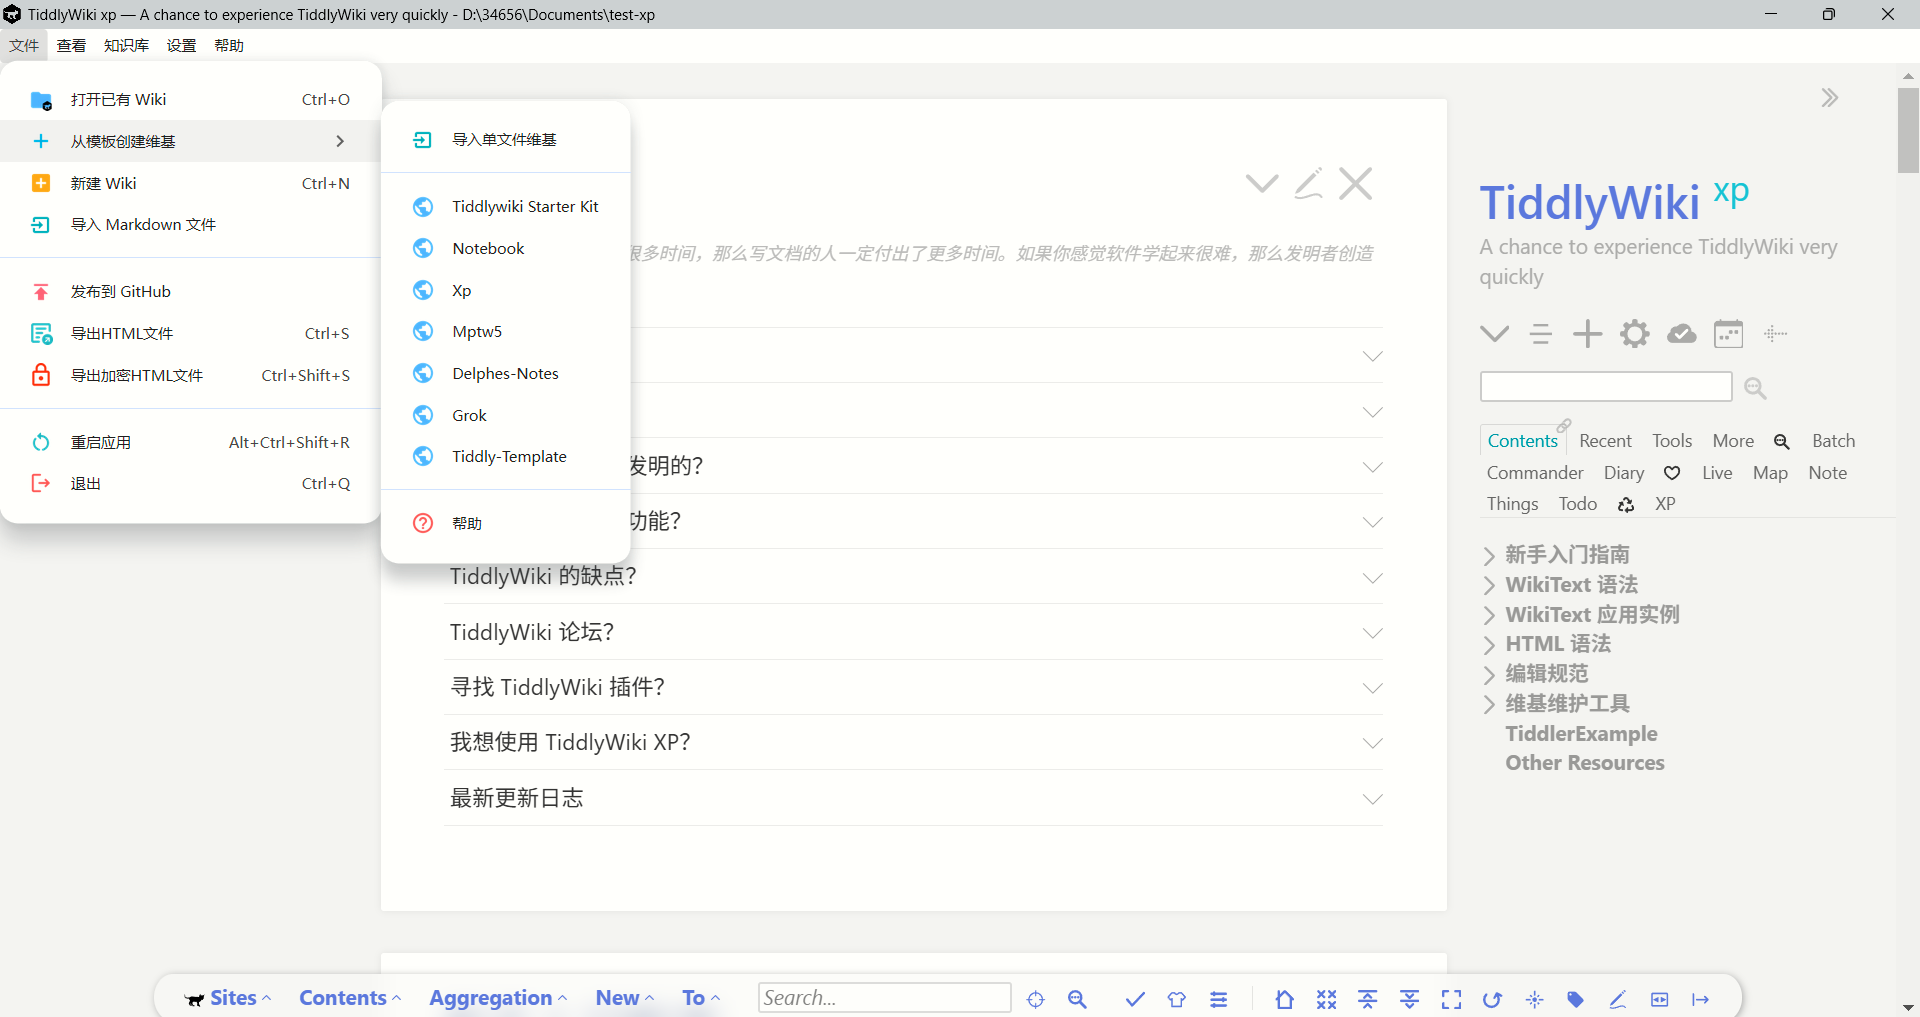 TiddlyWiki xp — A chance to experience TiddlyWiki very quickly - D:\34656\Documents\test-xp
文件 查看 知识库 设置 帮助
打开已有 Wiki Ctrl+O
从模板创建维基
新建 Wiki Ctrl+N
导入 Markdown 文件
发布到 GitHub
导出HTML文件 Ctrl+S
导出加密HTML文件 Ctrl+Shift+S
重启应用 Alt+Ctrl+Shift+R
退出 Ctrl+Q
导入单文件维基
Tiddlywiki Starter Kit
Notebook
Xp
Mptw5
Delphes-Notes
Grok
Tiddly-Template
帮助
很多时间，那么写文档的人一定付出了更多时间。如果你感觉软件学起来很难，那么发明者创造
发明的?
功能?
TiddlyWiki 的缺点?
TiddlyWiki 论坛?
寻找 TiddlyWiki 插件?
我想使用 TiddlyWiki XP?
最新更新日志
TiddlyWiki xp
A chance to experience TiddlyWiki very
quickly
Contents Recent Tools More Batch
Commander Diary Live Map Note
Things Todo XP
新手入门指南
WikiText 语法
WikiText 应用实例
HTML 语法
编辑规范
维基维护工具
TiddlerExample
Other Resources
Sites Contents Aggregation New To Search...